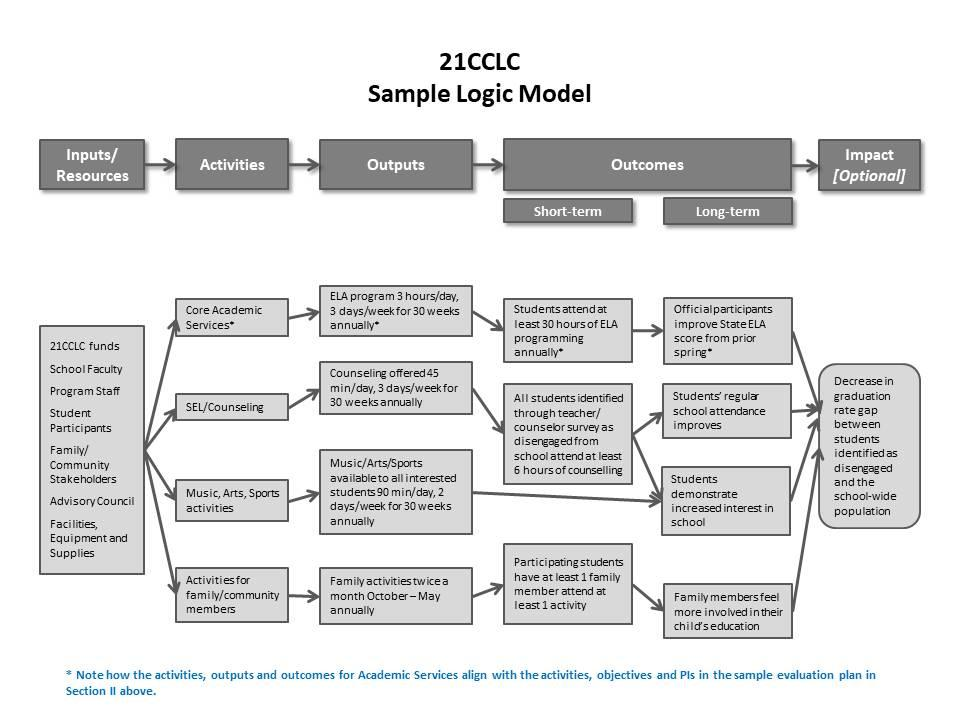 21CCLC
Sample Logic Model
Inputs/
Resources
Activities
Outputs
Outcomes
Impact
[Optional]
Short-term
Long-term
21CCLC funds
School Faculty
Program Staff
Student
Participants
Family/
Community
Stakeholders
Advisory Council
Facilities,
Equipment and
Supplies
Core Academic
Services*
ELA program 3 hours/day,
3 days/week for 30 weeks
annually*
Students attend at
least 30 hours of ELA
programming
annually*
Official participants
improve State ELA
score from prior
spring*
SEL/Counseling
Counseling offered 45
min/day, 3 days/week for
30 weeks annually
All students identified
through teacher/
counselor survey as
disengaged from
school attend at least
6 hours of counselling
Students' regular
school attendance
improves
Music, Arts, Sports
activities
Music/Arts/Sports
available to all interested
students 90 min/day, 2
days/week for 30 weeks
annually
Students
demonstrate
increased interest in
school
Activities for
family/community
members
Family activities twice a
month October – May
annually
Participating students
have at least 1 family
member attend at
least 1 activity
Family members feel
more involved in their
child's education
Decrease in
graduation
rate gap
between
students
identified as
disengaged
and the
school-wide
population
* Note how the activities, outputs and outcomes for Academic Services align with the activities, objectives and PIs in the sample evaluation plan in
Section II above.